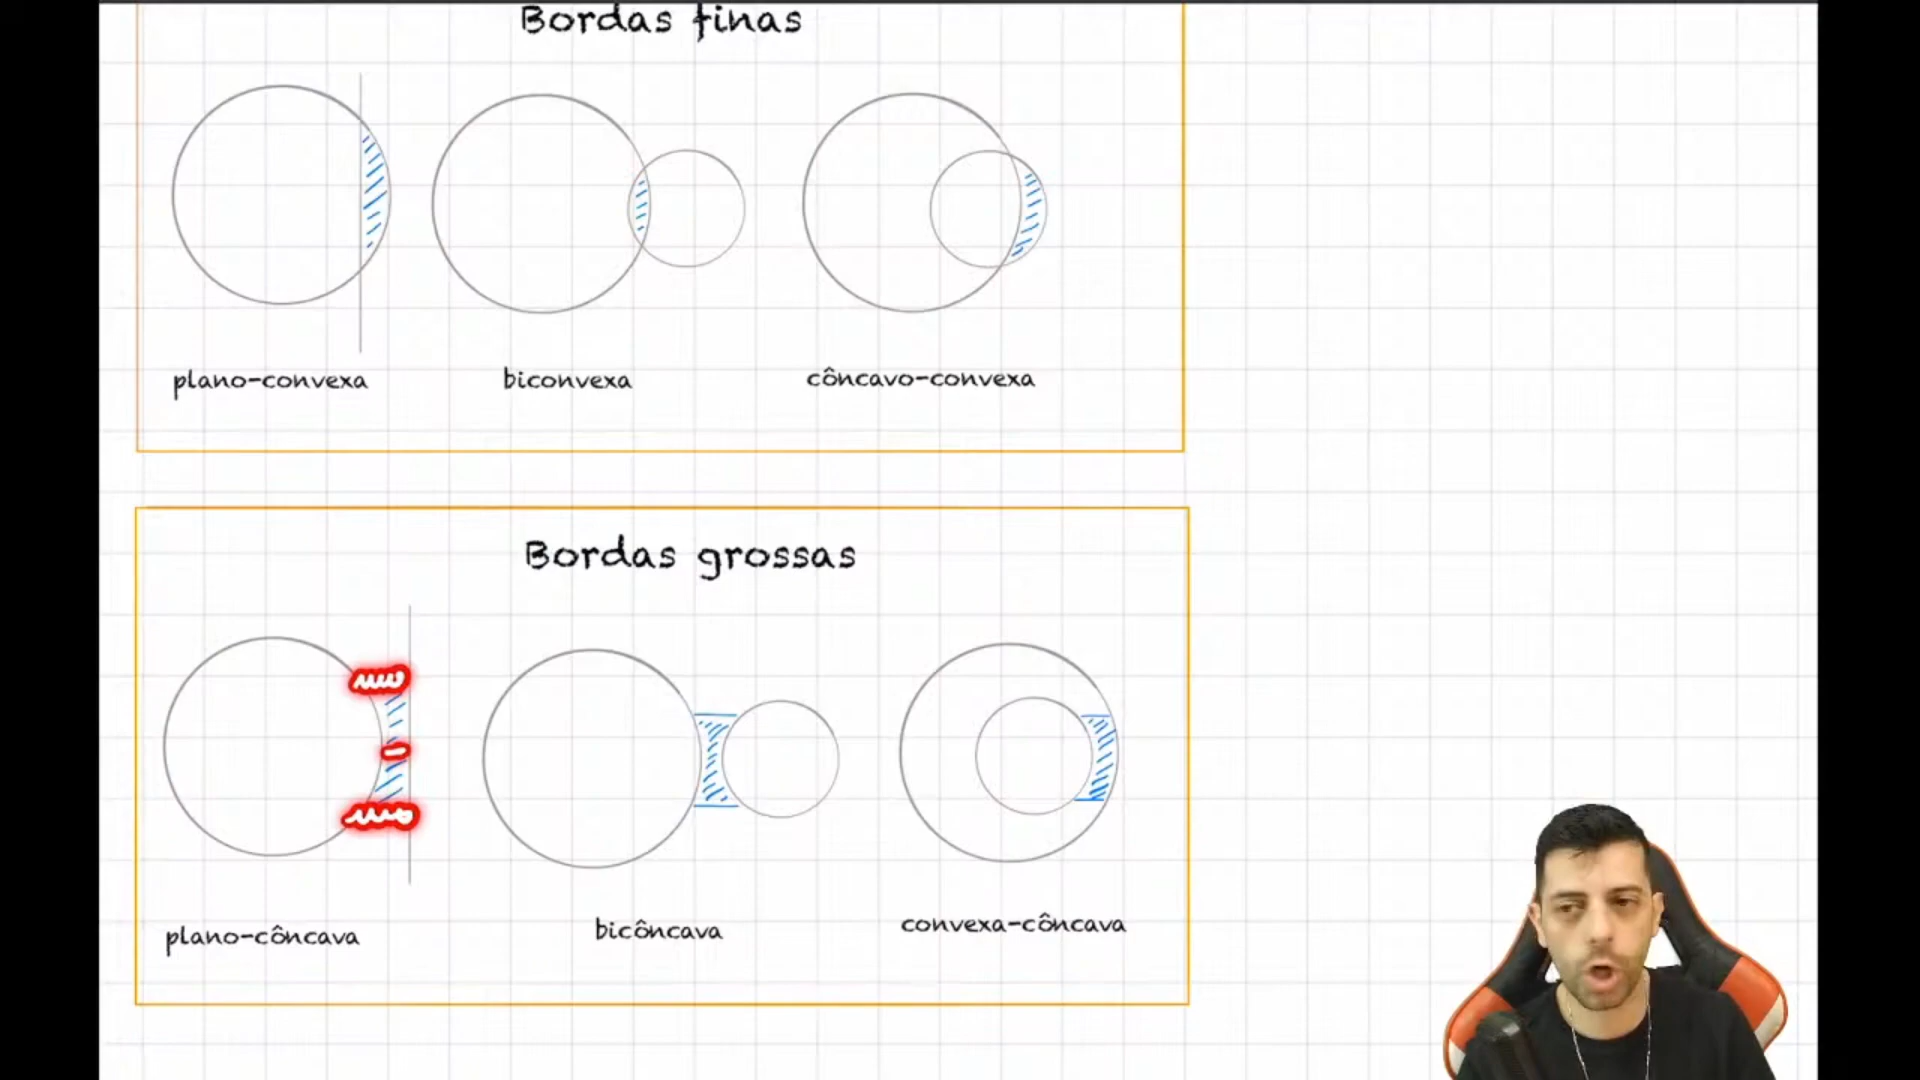 Bordas finas
plano-convexa
biconvexa
côncavo-convexa
Bordas grossas
plano-côncava
bicôncava
convexa-côncava